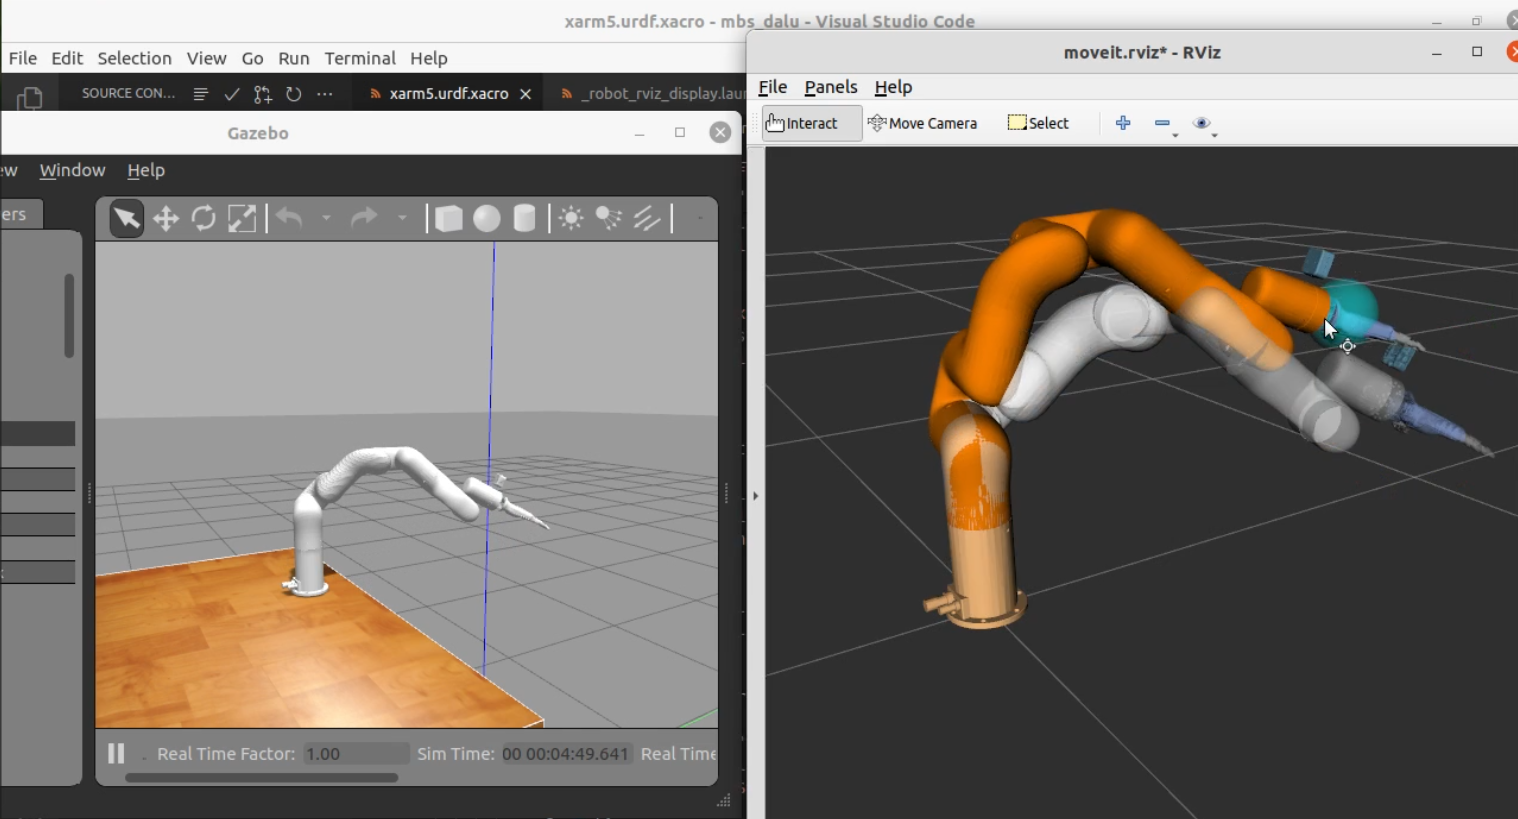 xarm5.urdf.xacro - mbs_dalu - Visual Studio Code
File Edit Selection View Go Run Terminal Help
SOURCE CON...
xarm5.urdf.xacro
_robot_rviz_display.lau
Gazebo
ew Window Help
ers
Real Time Factor: 1.00 Sim Time: 00 00:04:49.641 Real Time
moveit.rviz* - RViz
File Panels Help
Interact Move Camera Select